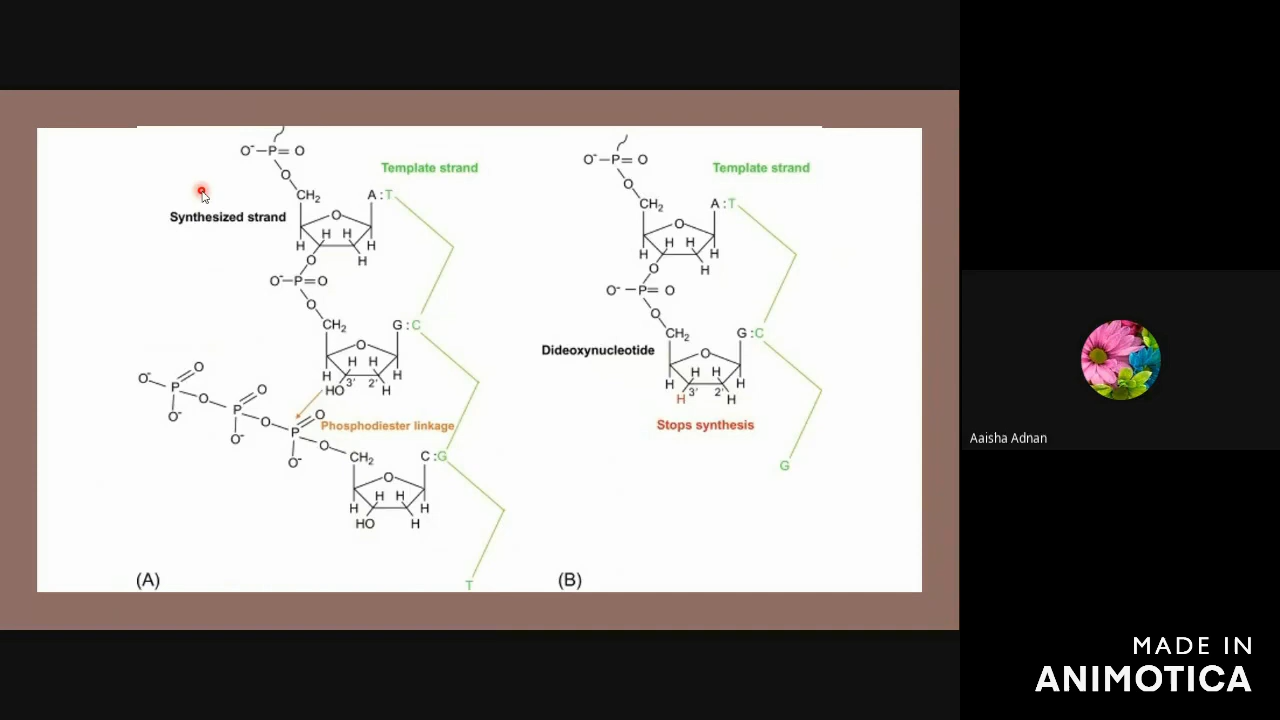 O⁻–P=O
O
CH₂
A:T
Template strand
Synthesized strand
O
H H H H
H
O
O⁻–P=O
O
CH₂
G:C
O
H H
H H
HO 3' 2' H
O⁻ O
P
O⁻
O
O
P
O⁻
O
O
P
O⁻
Phosphodiester linkage
O
CH₂
C:G
O
H H
H H
HO H
T
(A)
O⁻–P=O
O
CH₂
A:T
Template strand
O
H H H H
H
O
O⁻–P=O
O
CH₂
G:C
Dideoxynucleotide
O
H H
H H
H 3' 2' H
Stops synthesis
G
(B)
Aaisha Adnan
MADE IN
ANIMOTICA